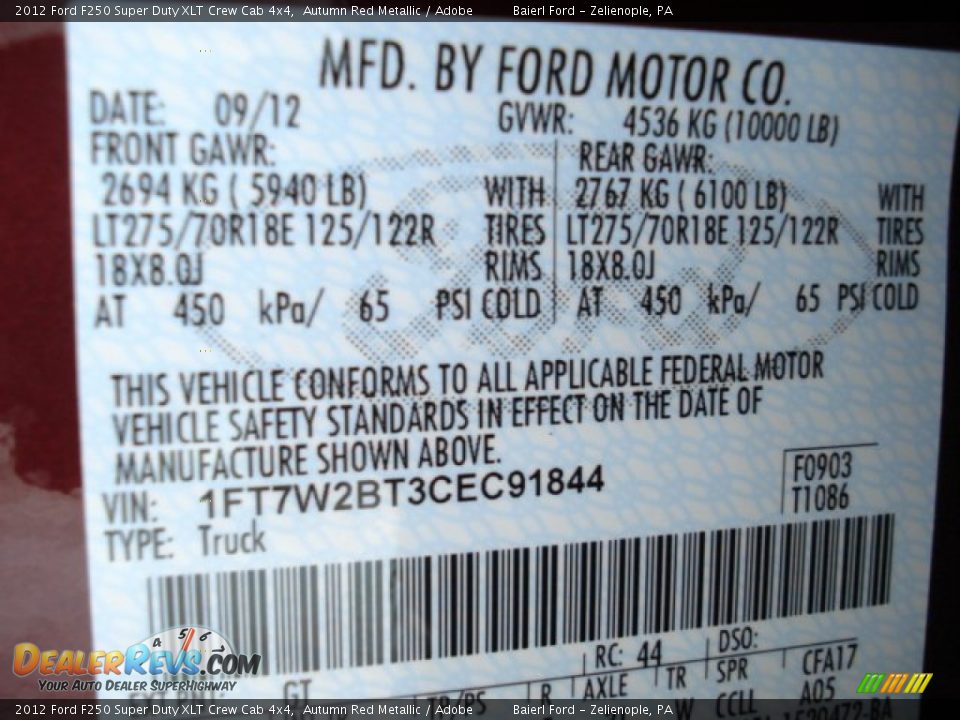 2012 Ford F250 Super Duty XLT Crew Cab 4x4, Autumn Red Metallic / Adobe Baierl Ford - Zelienople, PA
MFD. BY FORD MOTOR CO.
DATE: 09/12 GVWR: 4536 KG (10000 LB)
FRONT GAWR: REAR GAWR:
2694 KG ( 5940 LB) WITH 2767 KG ( 6100 LB) WITH
LT275/70R18E 125/122R TIRES LT275/70R18E 125/122R TIRES
18X8.0J RIMS 18X8.0J RIMS
AT 450 kPa/ 65 PSI COLD AT 450 kPa/ 65 PSI COLD
THIS VEHICLE CONFORMS TO ALL APPLICABLE FEDERAL MOTOR
VEHICLE SAFETY STANDARDS IN EFFECT ON THE DATE OF
MANUFACTURE SHOWN ABOVE.
VIN: 1FT7W2BT3CEC91844
F0903
T1086
TYPE: Truck
RC: 44 DSO:
R AXLE TR SPR CFA17
GT CCLL A05
4 5 6
DEALERREVS.COM
YOUR AUTO DEALER SUPERHIGHWAY
2012 Ford F250 Super Duty XLT Crew Cab 4x4, Autumn Red Metallic / Adobe Baierl Ford - Zelienople, PA